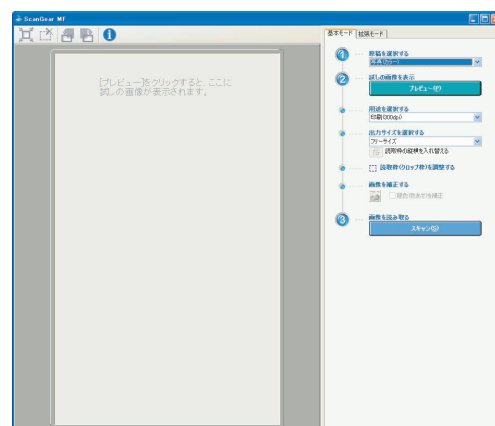 ScanGear MF
基本モード
拡張モード
[プレビュー]をクリックすると、ここに
試しの画像が表示されます。
1
原稿を選択する
写真(カラー)
2
試しの画像を表示
プレビュー(P)
用途を選択する
印刷(300dpi)
出力サイズを選択する
フリーサイズ
読取枠の縦横を入れ替える
読取枠(クロップ枠)を調整する
画像を補正する
褪色(色あせ)を補正
3
画像を読み取る
スキャン(S)